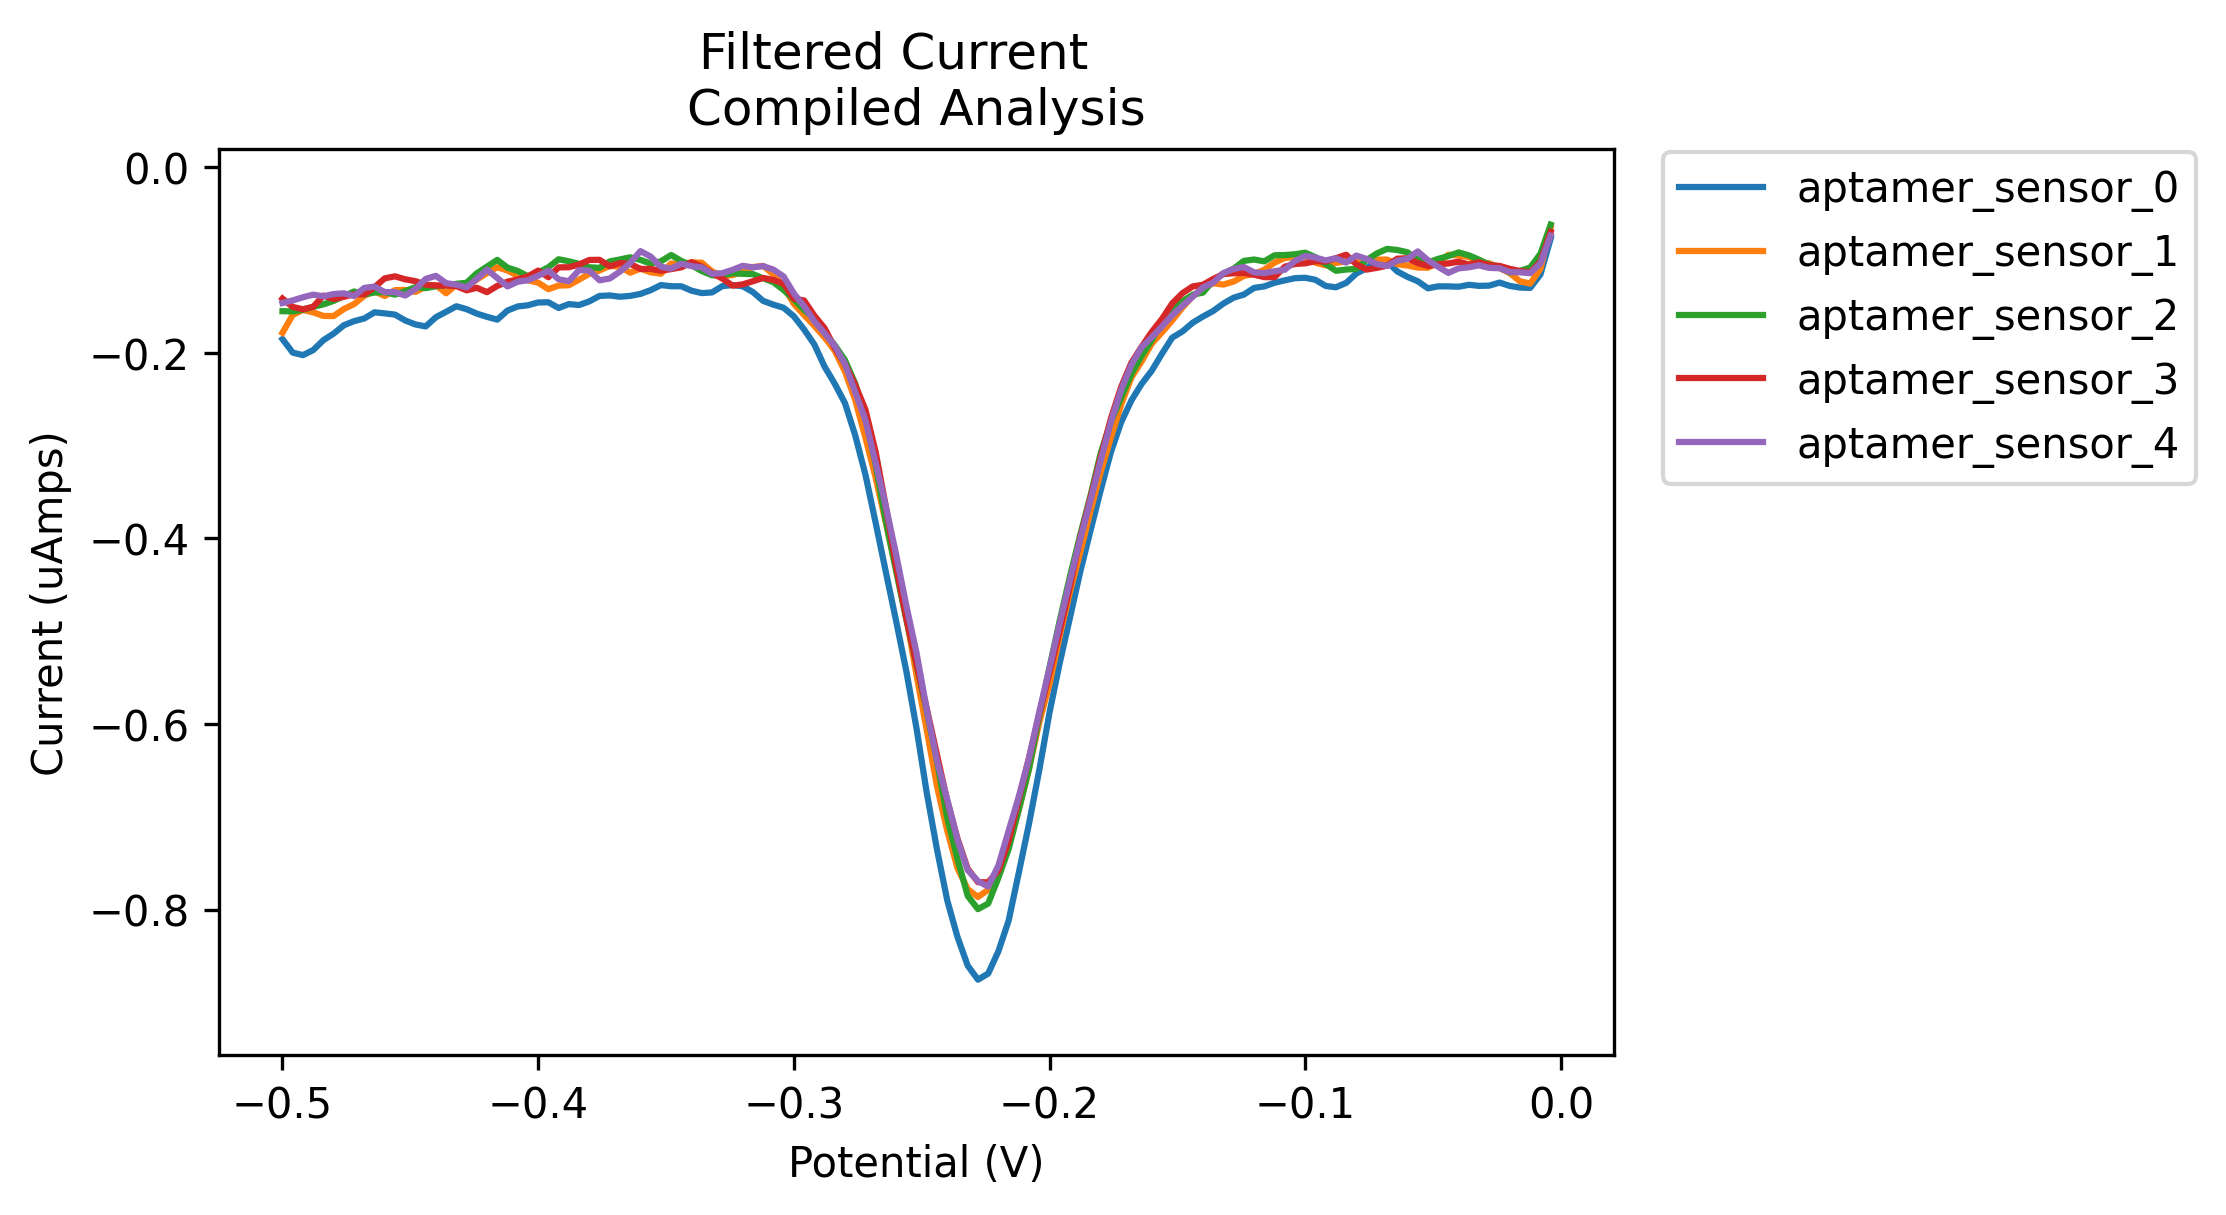 Filtered Current
Compiled Analysis
0.0
−0.2
−0.4
−0.6
−0.8
Current (uAmps)
−0.5
−0.4
−0.3
−0.2
−0.1
0.0
Potential (V)
aptamer_sensor_0
aptamer_sensor_1
aptamer_sensor_2
aptamer_sensor_3
aptamer_sensor_4